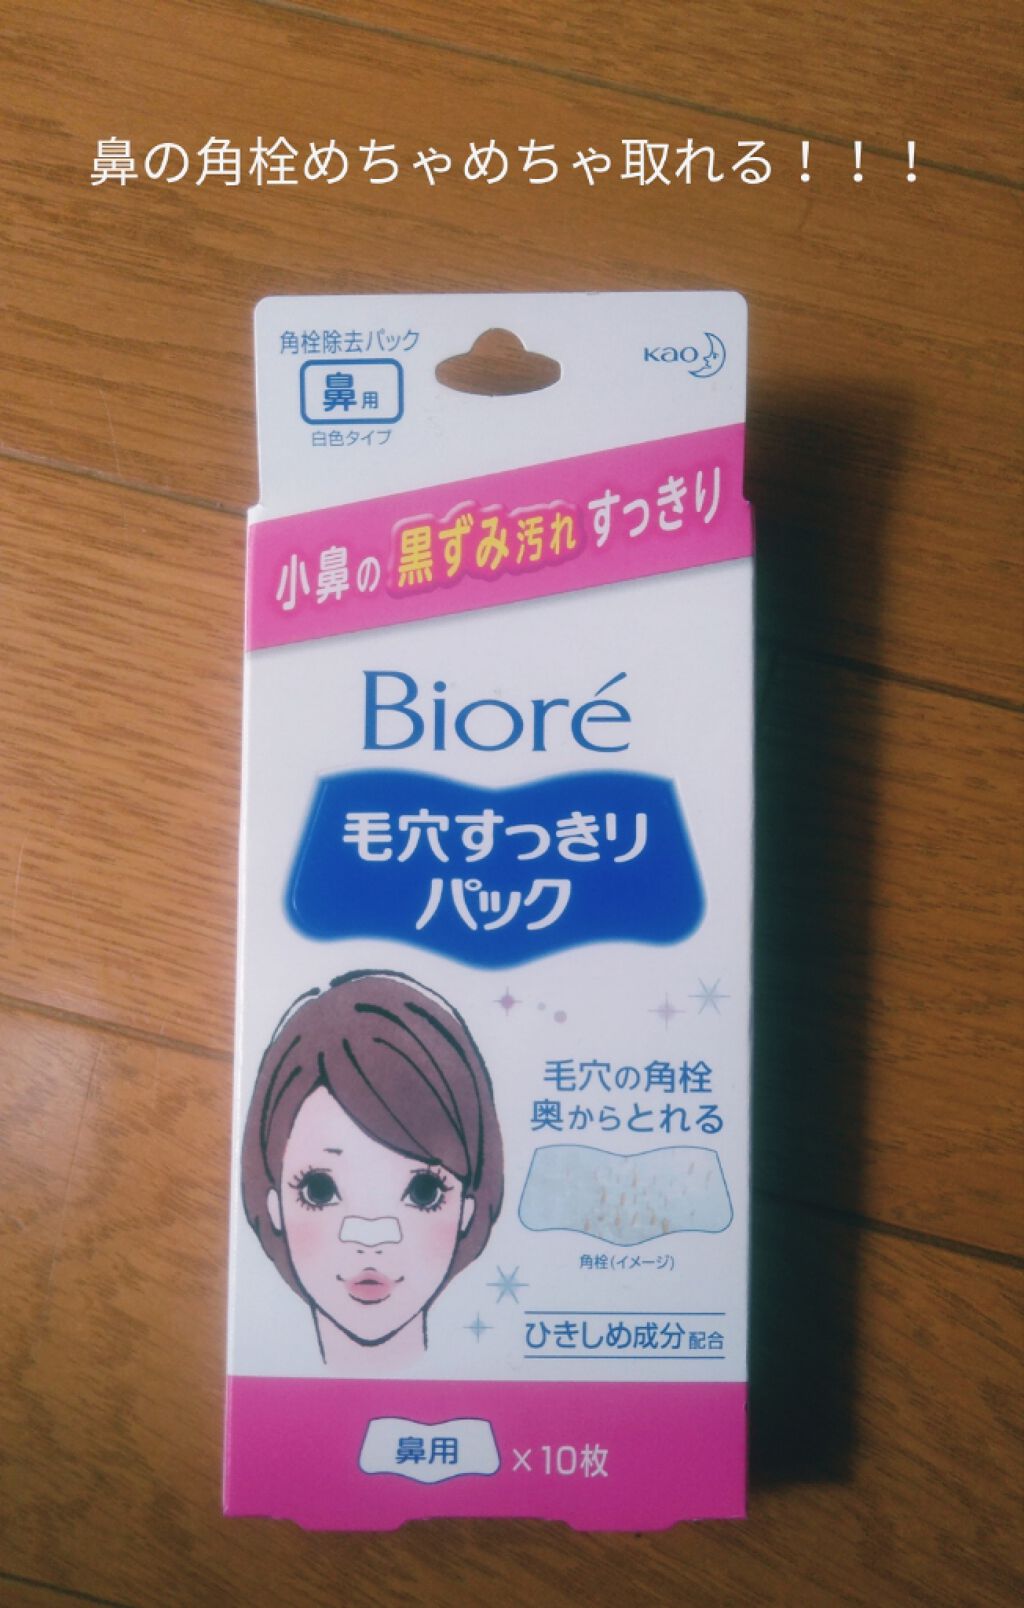 鼻の角栓めちゃめちゃ取れる！！！
角栓除去パック
鼻用
白色タイプ
Kao
小鼻の黒ずみ汚れすっきり
Bioré
毛穴すっきり
パック
毛穴の角栓
奥からとれる
角栓(イメージ)
ひきしめ成分配合
鼻用 ×10枚